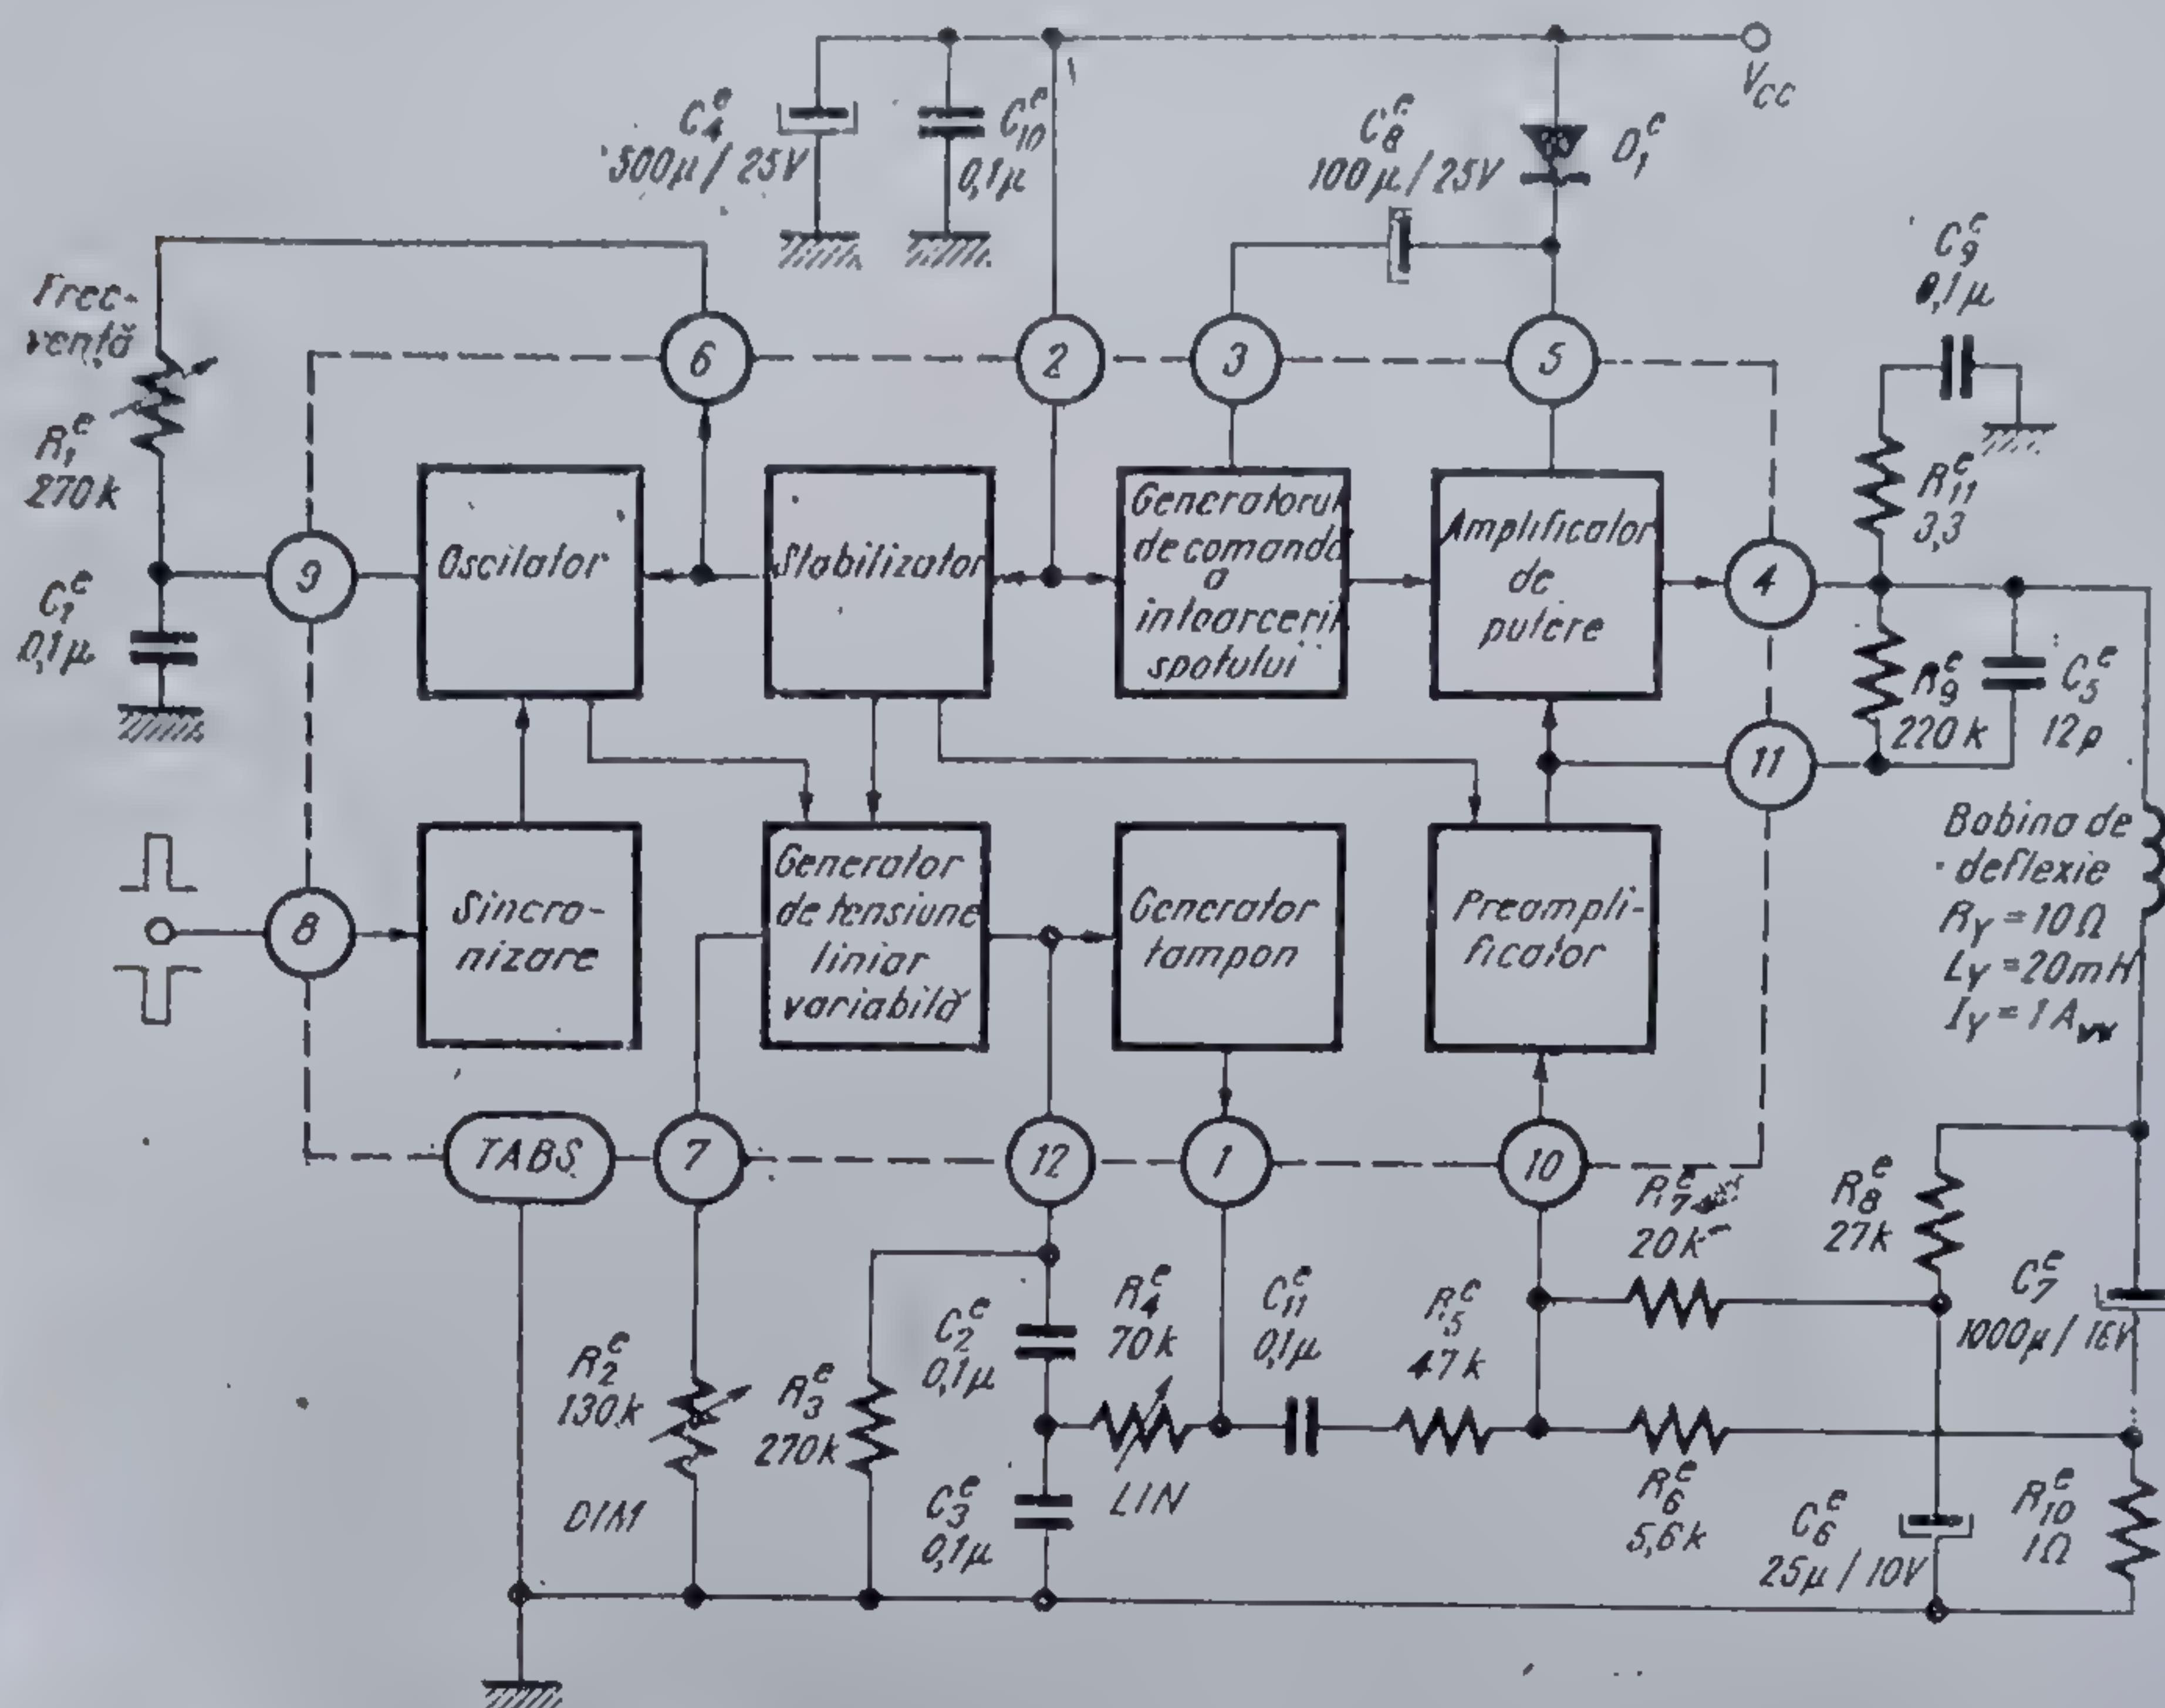 C4e
500µ/25V
C10e
0,1µ
C8e
100µ/25V
D1e
VCC
Frec-
vență
R1e
270k
C1e
0,1µ
6
2
3
5
C9e
0,1µ
R11e
3,3
9
Oscilator
Stabilizator
Generatorul
de comandă
a
intoarcerii
spotului
Amplificator
de
putere
4
R9e
220k
C5e
12p
11
8
Sincro-
nizare
Generator
de tensiune
liniar
variabilă
Generator
tampon
Preampli-
ficator
Bobina de
deflexie
RY=10Ω
LY=20mH
IY=1Avv
TABS
7
12
1
10
R7e
20k
R8e
27k
C7e
1000µ/16V
R2e
130k
DIM
R3e
270k
C2e
0,1µ
R4e
70k
LIN
C11e
0,1µ
R5e
47k
C3e
0,1µ
R6e
5,6k
C6e
25µ/10V
R10e
1Ω